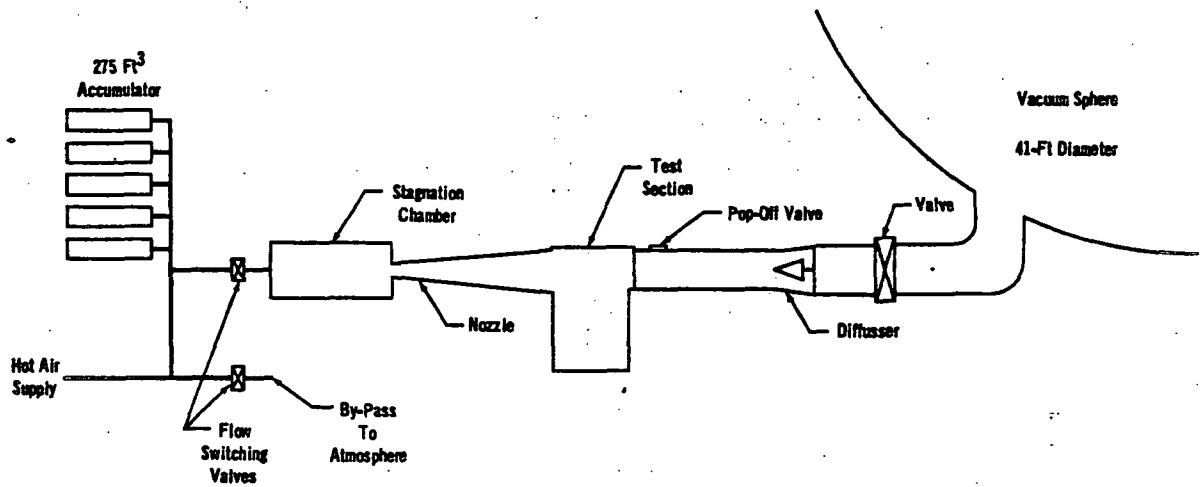 275 Ft3
Accumulator
Vacuum Sphere
41-Ft Diameter
Test
Section
Stagnation
Chamber
Pop-Off Valve
Valve
Nozzle
Diffusser
Hot Air
Supply
By-Pass
To
Atmosphere
Flow
Switching
Valves